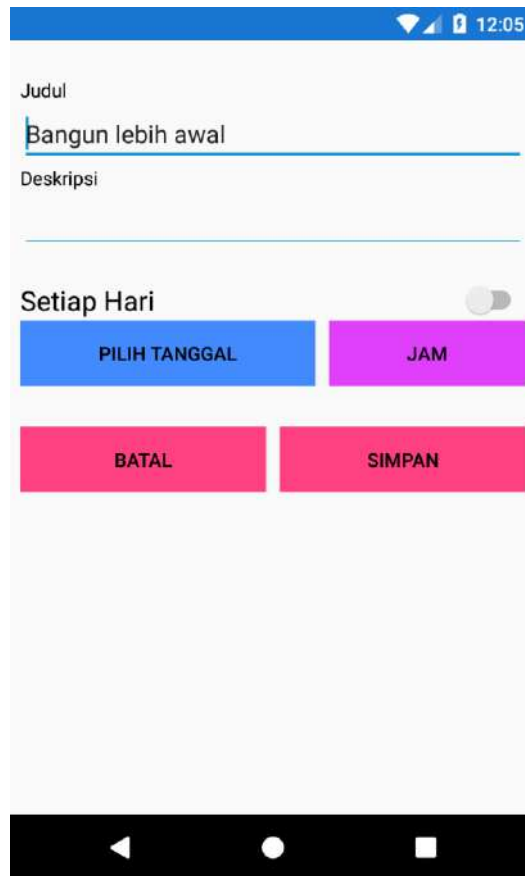 12:05
Judul
Bangun lebih awal
Deskripsi
Setiap Hari
PILIH TANGGAL JAM
BATAL SIMPAN